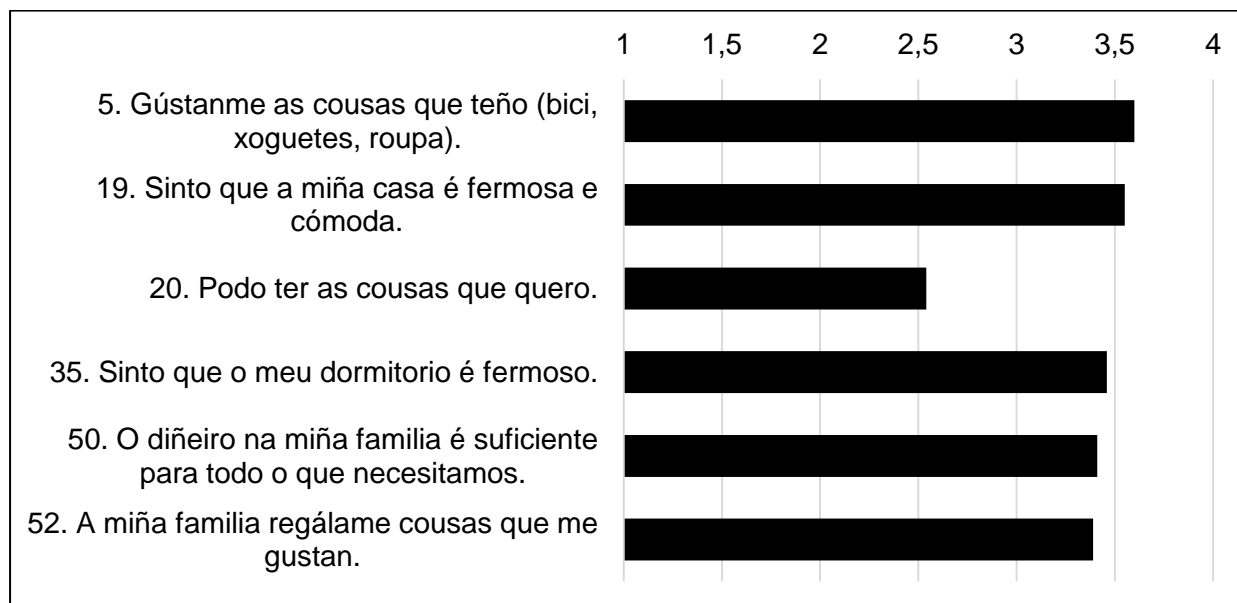 1 1,5 2 2,5 3 3,5 4
5. Gústanme as cousas que teño (bici,
xoguetes, roupa).
19. Sinto que a miña casa é fermosa e
cómoda.
20. Podo ter as cousas que quero.
35. Sinto que o meu dormitorio é fermoso.
50. O diñeiro na miña familia é suficiente
para todo o que necesitamos.
52. A miña familia regálame cousas que me
gustan.